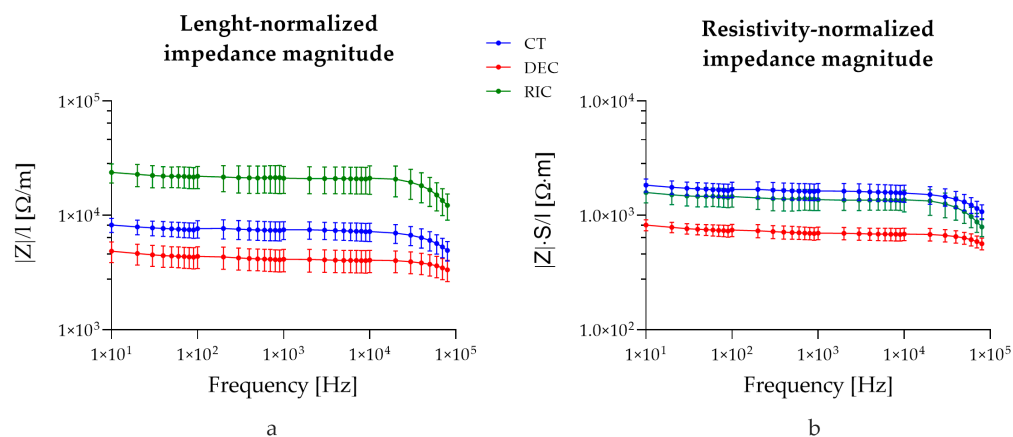 Lenght-normalized
impedance magnitude
1×10⁵
1×10⁴
1×10³
|Z|/l [Ω/m]
1×10¹ 1×10² 1×10³ 1×10⁴ 1×10⁵
Frequency [Hz]
a
CT
DEC
RIC
Resistivity-normalized
impedance magnitude
1.0×10⁴
1.0×10³
1.0×10²
|Z|·S/l [Ω·m]
1×10¹ 1×10² 1×10³ 1×10⁴ 1×10⁵
Frequency [Hz]
b